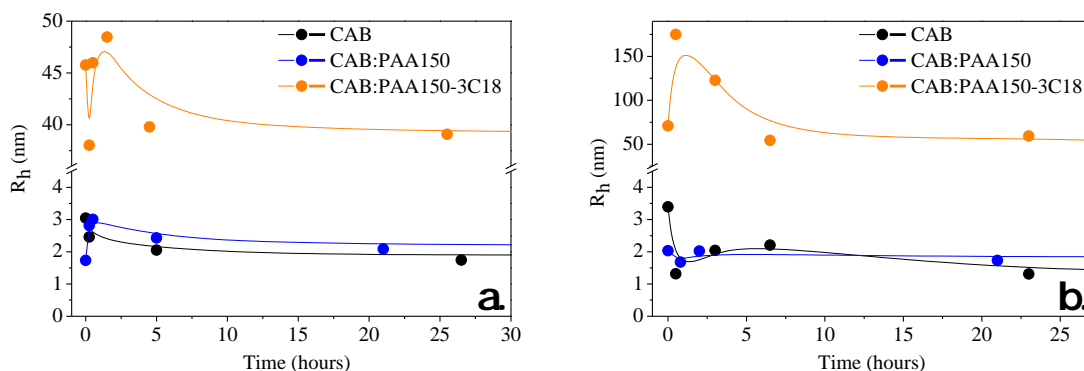 50
CAB
CAB:PAA150
CAB:PAA150-3C18
45
40
R_h (nm)
4
3
2
1
0
0 5 10 15 20 25 30
Time (hours)
a.
CAB
CAB:PAA150
CAB:PAA150-3C18
150
100
50
R_h (nm)
4
3
2
1
0
0 5 10 15 20 25
Time (hours)
b.